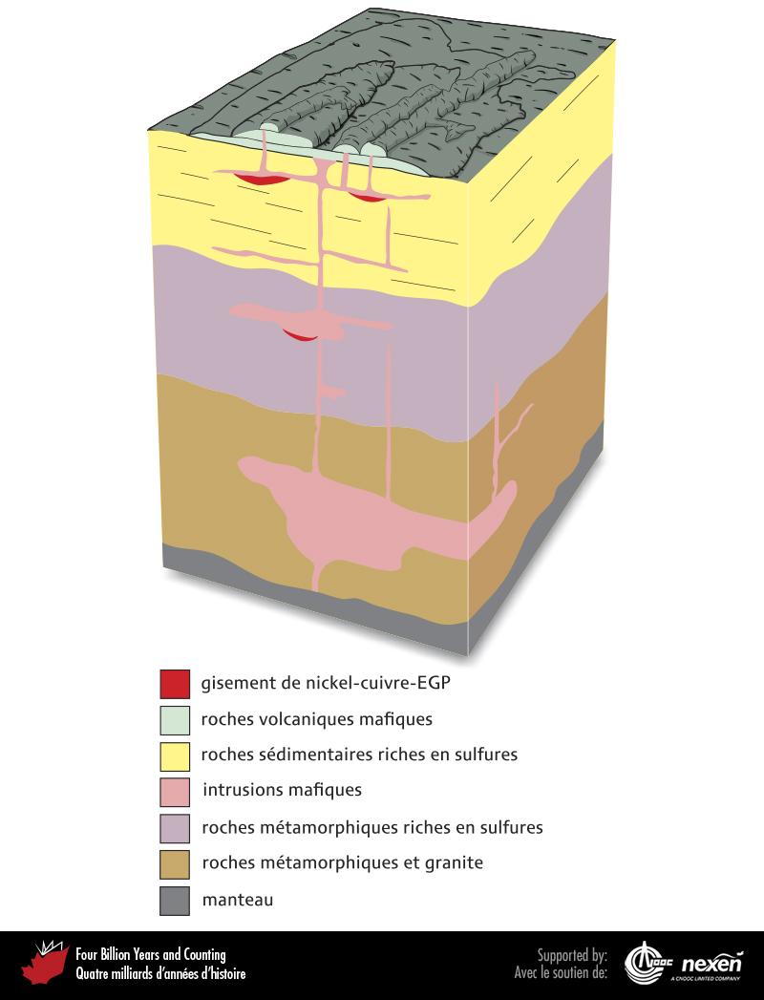 gisement de nickel-cuivre-EGP
roches volcaniques mafiques
roches sédimentaires riches en sulfures
intrusions mafiques
roches métamorphiques riches en sulfures
roches métamorphiques et granite
manteau
Four Billion Years and Counting
Quatre milliards d'années d'histoire
Supported by:
Avec le soutien de:
CNOOC
nexen
A CNOOC LIMITED COMPANY